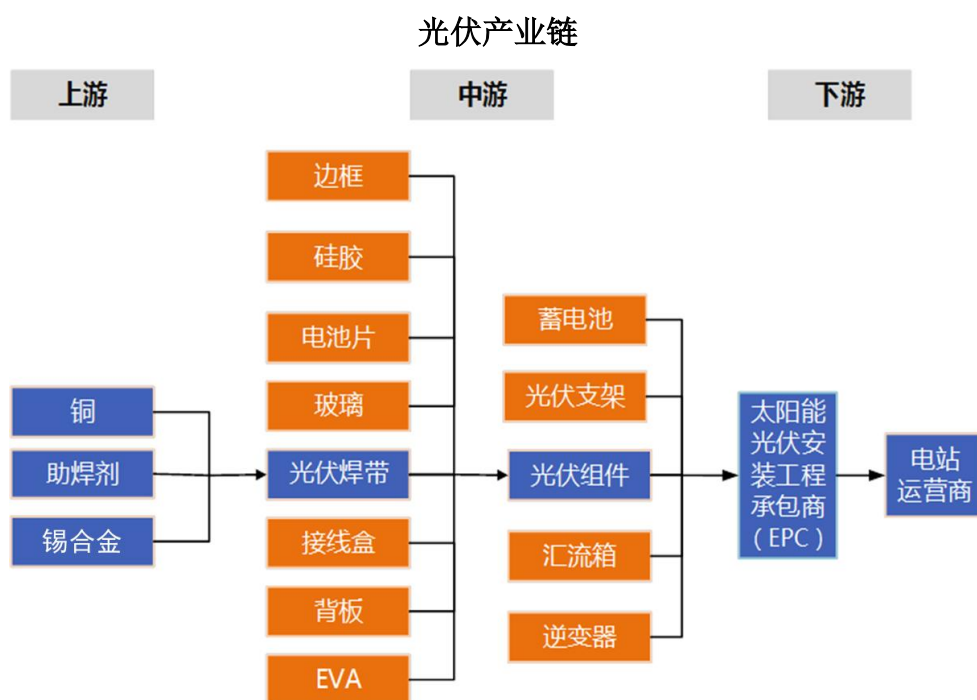 光伏产业链
上游
中游
下游
铜
助焊剂
锡合金
边框
硅胶
电池片
玻璃
光伏焊带
接线盒
背板
EVA
蓄电池
光伏支架
光伏组件
汇流箱
逆变器
太阳能
光伏安
装工程
承包商
（EPC）
电站
运营商